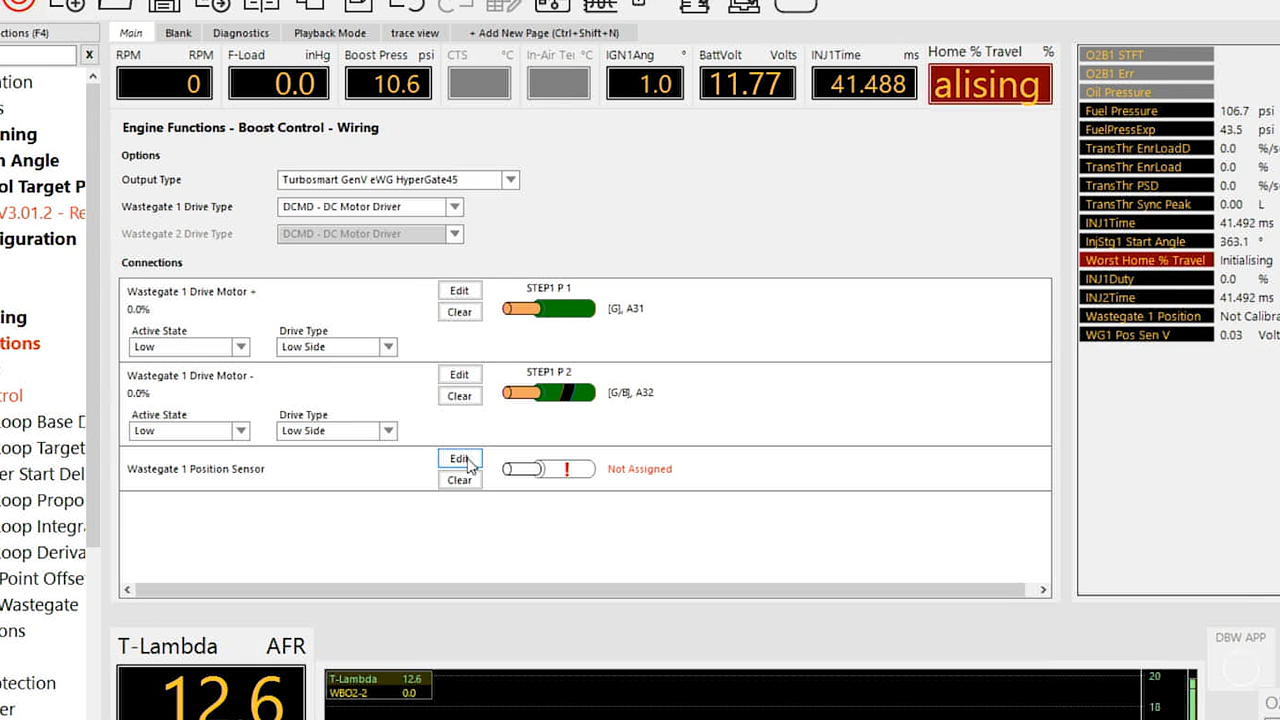 ctions (F4)
Main
Blank
Diagnostics
Playback Mode
trace view
+ Add New Page (Ctrl+Shift+N)
x
RPM RPM
0
F-Load inHg
0.0
Boost Press psi
10.6
CTS °C
In-Air Te °C
IGN1Ang °
1.0
BattVolt Volts
11.77
INJ1Time ms
41.488
Home % Travel %
alising
ation
s
ning
n Angle
ol Target P
V3.01.2 - Re
iguration
ing
tions
trol
Loop Base D
Loop Target
er Start Del
Loop Propo
Loop Integr
Loop Deriva
Point Offse
Wastegate
ons
otection
er
Engine Functions - Boost Control - Wiring
Options
Output Type Turbosmart GenV eWG HyperGate45
Wastegate 1 Drive Type DCMD - DC Motor Driver
Wastegate 2 Drive Type DCMD - DC Motor Driver
Connections
Wastegate 1 Drive Motor + Edit STEP1 P 1
0.0% Clear [G], A31
Active State Drive Type
Low Low Side
Wastegate 1 Drive Motor - Edit STEP1 P 2
0.0% Clear [G/B], A32
Active State Drive Type
Low Low Side
Wastegate 1 Position Sensor Edit ! Not Assigned
Clear
O2B1 STFT
O2B1 Err
Oil Pressure
Fuel Pressure 106.7 psi
FuelPressExp 43.5 psi
TransThr EnrLoadD 0.0 %/s
TransThr EnrLoad 0.0 %
TransThr PSD 0.0 %/s
TransThr Sync Peak 0.00 L
INJ1Time 41.492 ms
InjStg1 Start Angle 363.1 °
Worst Home % Travel Initialising
INJ1Duty 0.0 %
INJ2Time 41.492 ms
Wastegate 1 Position Not Calibra
WG1 Pos Sen V 0.03 Volt
T-Lambda AFR
12.6
T-Lambda 12.6
WBO2-2 0.0
20
18
DBW APP